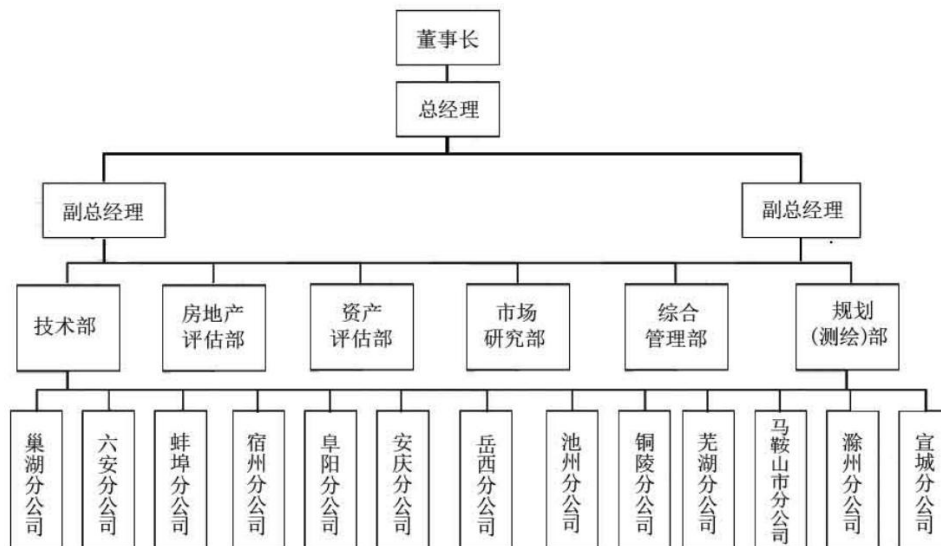 董事长
总经理
副总经理
副总经理
技术部
房地产
评估部
资产
评估部
市场
研究部
综合
管理部
规划
(测绘)部
巢湖分公司
六安分公司
蚌埠分公司
宿州分公司
阜阳分公司
安庆分公司
岳西分公司
池州分公司
铜陵分公司
芜湖分公司
马鞍山市分公司
滁州分公司
宣城分公司